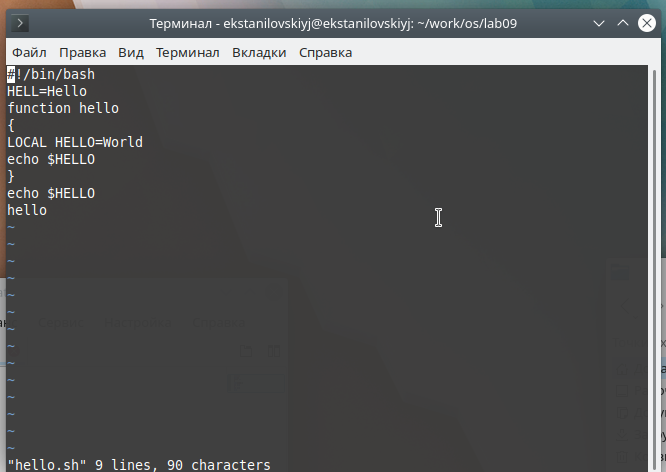 Терминал - ekstanilovskiyj@ekstanilovskiyj: ~/work/os/lab09
Файл Правка Вид Терминал Вкладки Справка
#!/bin/bash
HELL=Hello
function hello
{
LOCAL HELLO=World
echo $HELLO
}
echo $HELLO
hello
~
~
~
~
~
~
~
~
~
~
~
~
~
~
"hello.sh" 9 lines, 90 characters